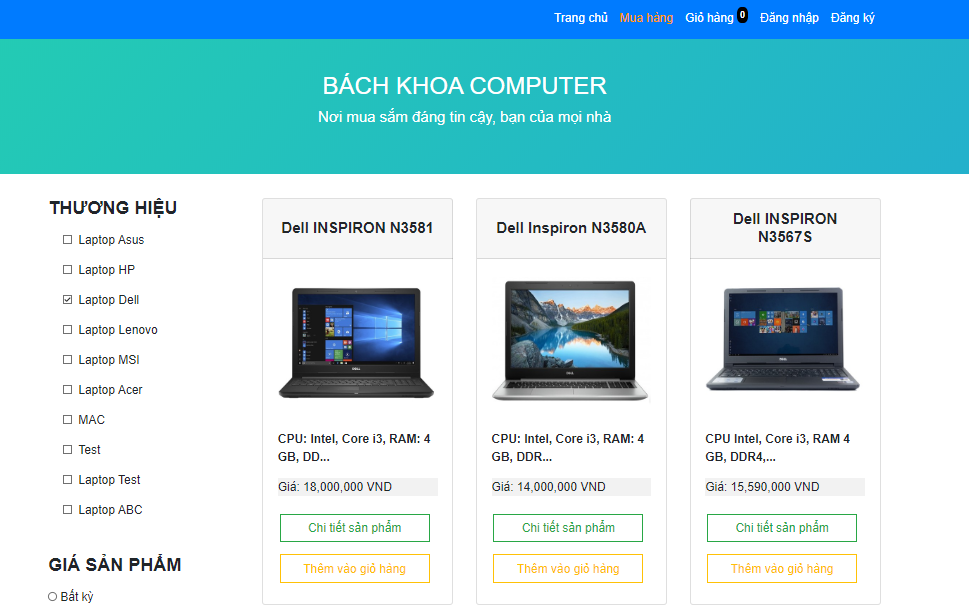 Trang chủ Mua hàng Giỏ hàng 0 Đăng nhập Đăng ký
BÁCH KHOA COMPUTER
Nơi mua sắm đáng tin cậy, bạn của mọi nhà
THƯƠNG HIỆU
Laptop Asus
Laptop HP
Laptop Dell
Laptop Lenovo
Laptop MSI
Laptop Acer
MAC
Test
Laptop Test
Laptop ABC
GIÁ SẢN PHẨM
Bất kỳ
Dell INSPIRON N3581
DELL
CPU: Intel, Core i3, RAM: 4
GB, DD...
Giá: 18,000,000 VND
Chi tiết sản phẩm
Thêm vào giỏ hàng
Dell Inspiron N3580A
DELL
CPU: Intel, Core i3, RAM: 4
GB, DDR...
Giá: 14,000,000 VND
Chi tiết sản phẩm
Thêm vào giỏ hàng
Dell INSPIRON
N3567S
DELL
CPU Intel, Core i3, RAM 4
GB, DDR4,...
Giá: 15,590,000 VND
Chi tiết sản phẩm
Thêm vào giỏ hàng